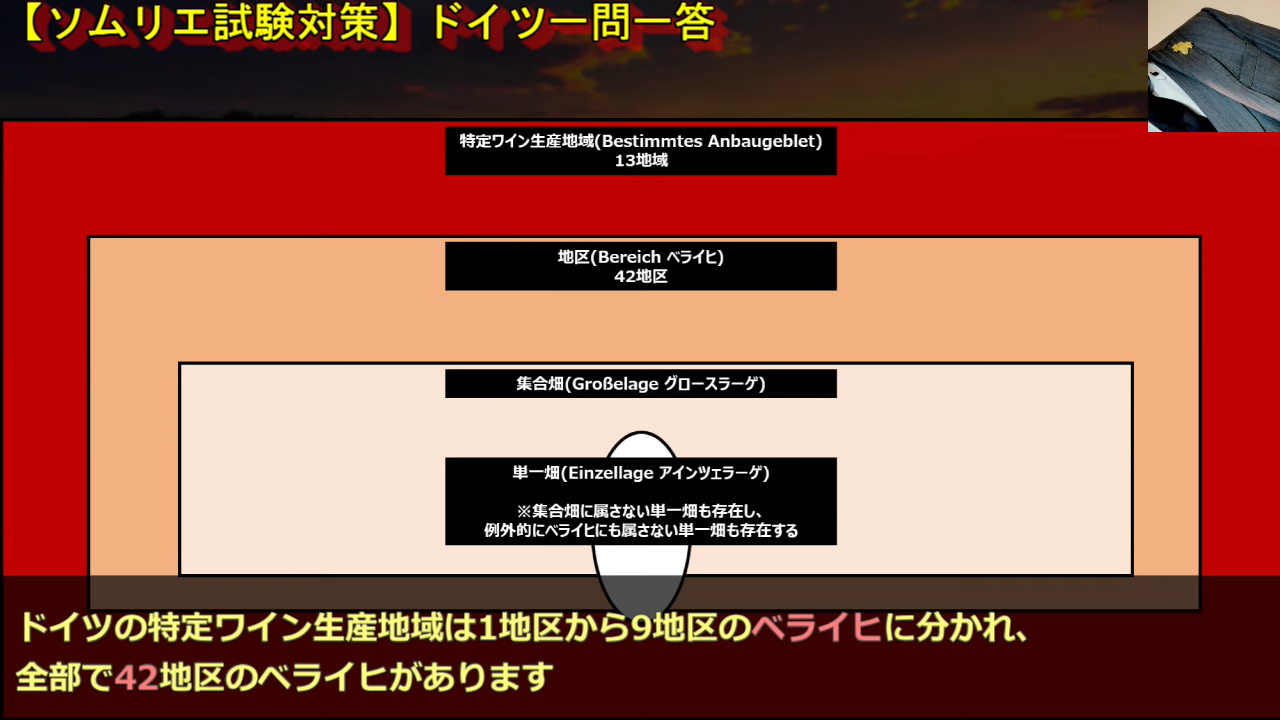 【ソムリエ試験対策】ドイツ一問一答
特定ワイン生産地域(Bestimmtes Anbaugeblet)
13地域
地区(Bereich ベライヒ)
42地区
集合畑(Großelage グロースラーゲ)
単一畑(Einzellage アインツェラーゲ)
※集合畑に属さない単一畑も存在し、
例外的にベライヒにも属さない単一畑も存在する
ドイツの特定ワイン生産地域は1地区から9地区のベライヒに分かれ、
全部で42地区のベライヒがあります